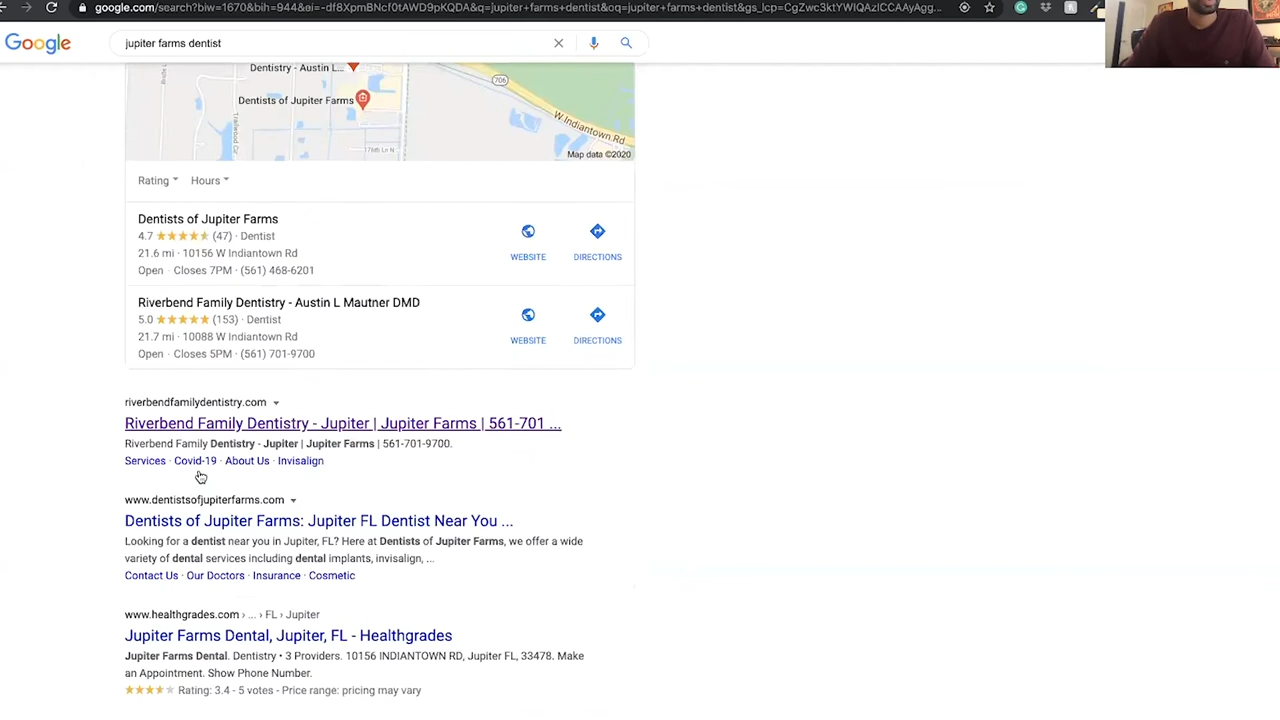 google.com/search?biw=1670&bih=944&ei=-df8XpmBNcf0tAWD9pKQDA&q=jupiter+farms+dentist&oq=jupiter+farms+dentist&gs_lcp=CgZwc3ktYWIQAzICCAAyAgg...
Google
jupiter farms dentist
Dentistry - Austin L...
706
Dentists of Jupiter Farms
W Indiantown Rd
Trailwood Cir
176th Ln N
Map data ©2020
Rating Hours
Dentists of Jupiter Farms
4.7 (47) · Dentist
21.6 mi · 10156 W Indiantown Rd
Open · Closes 7PM · (561) 468-6201
WEBSITE DIRECTIONS
Riverbend Family Dentistry - Austin L Mautner DMD
5.0 (153) · Dentist
21.7 mi · 10088 W Indiantown Rd
Open · Closes 5PM · (561) 701-9700
WEBSITE DIRECTIONS
riverbendfamilydentistry.com
Riverbend Family Dentistry - Jupiter | Jupiter Farms | 561-701 ...
Riverbend Family Dentistry - Jupiter | Jupiter Farms | 561-701-9700.
Services · Covid-19 · About Us · Invisalign
www.dentistsofjupiterfarms.com
Dentists of Jupiter Farms: Jupiter FL Dentist Near You ...
Looking for a dentist near you in Jupiter, FL? Here at Dentists of Jupiter Farms, we offer a wide
variety of dental services including dental implants, invisalign, ...
Contact Us · Our Doctors · Insurance · Cosmetic
www.healthgrades.com › ... › FL › Jupiter
Jupiter Farms Dental, Jupiter, FL - Healthgrades
Jupiter Farms Dental. Dentistry • 3 Providers. 10156 INDIANTOWN RD, Jupiter FL, 33478. Make
an Appointment. Show Phone Number.
Rating: 3.4 - 5 votes - Price range: pricing may vary